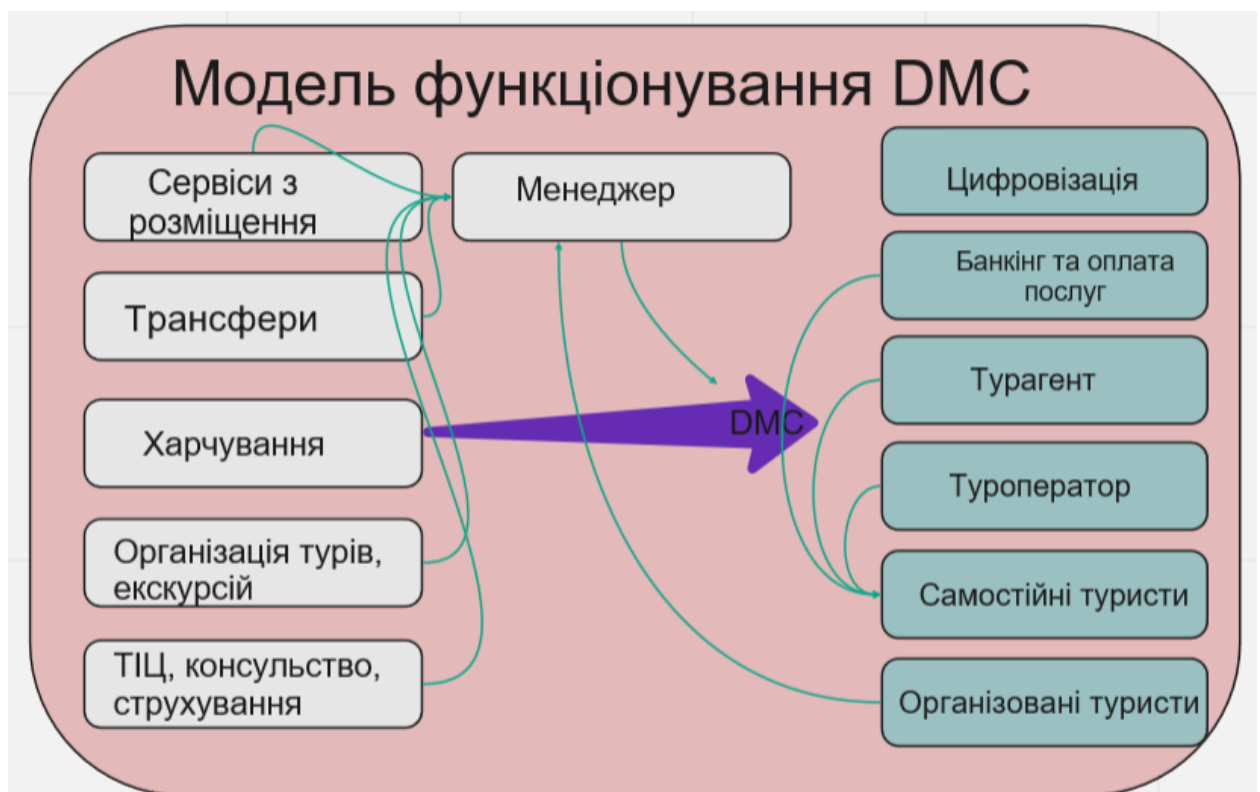 Модель функціонування DMC
Сервіси з
розміщення
Трансфери
Харчування
Організація турів,
екскурсій
ТІЦ, консульство,
струхування
Менеджер
DMC
Цифровізація
Банкінг та оплата
послуг
Турагент
Туроператор
Самостійні туристи
Організовані туристи